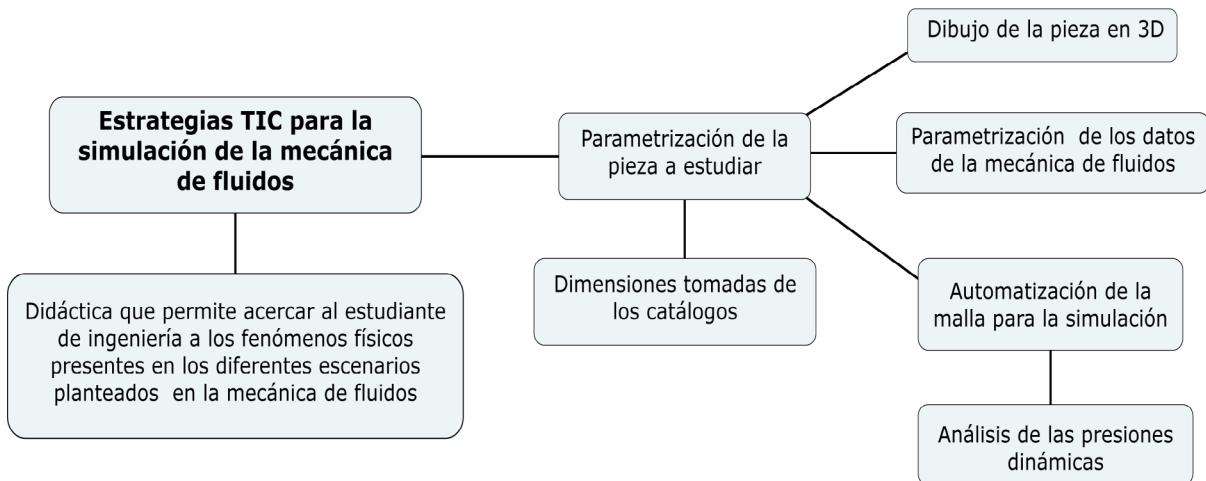 Estrategias TIC para la
simulación de la mecánica
de fluidos
Didáctica que permite acercar al estudiante
de ingeniería a los fenómenos físicos
presentes en los diferentes escenarios
planteados en la mecánica de fluidos
Parametrización de la
pieza a estudiar
Dimensiones tomadas de
los catálogos
Dibujo de la pieza en 3D
Parametrización de los datos
de la mecánica de fluidos
Automatización de la
malla para la simulación
Análisis de las presiones
dinámicas